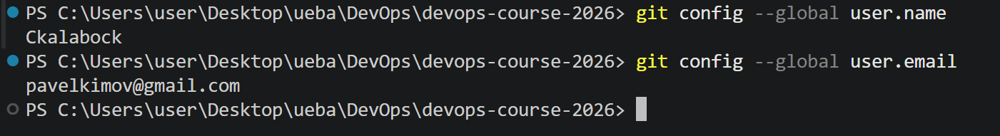 PS C:\Users\user\Desktop\ueba\DevOps\devops-course-2026> git config --global user.name
Ckalabock
PS C:\Users\user\Desktop\ueba\DevOps\devops-course-2026> git config --global user.email
pavelkimov@gmail.com
PS C:\Users\user\Desktop\ueba\DevOps\devops-course-2026>